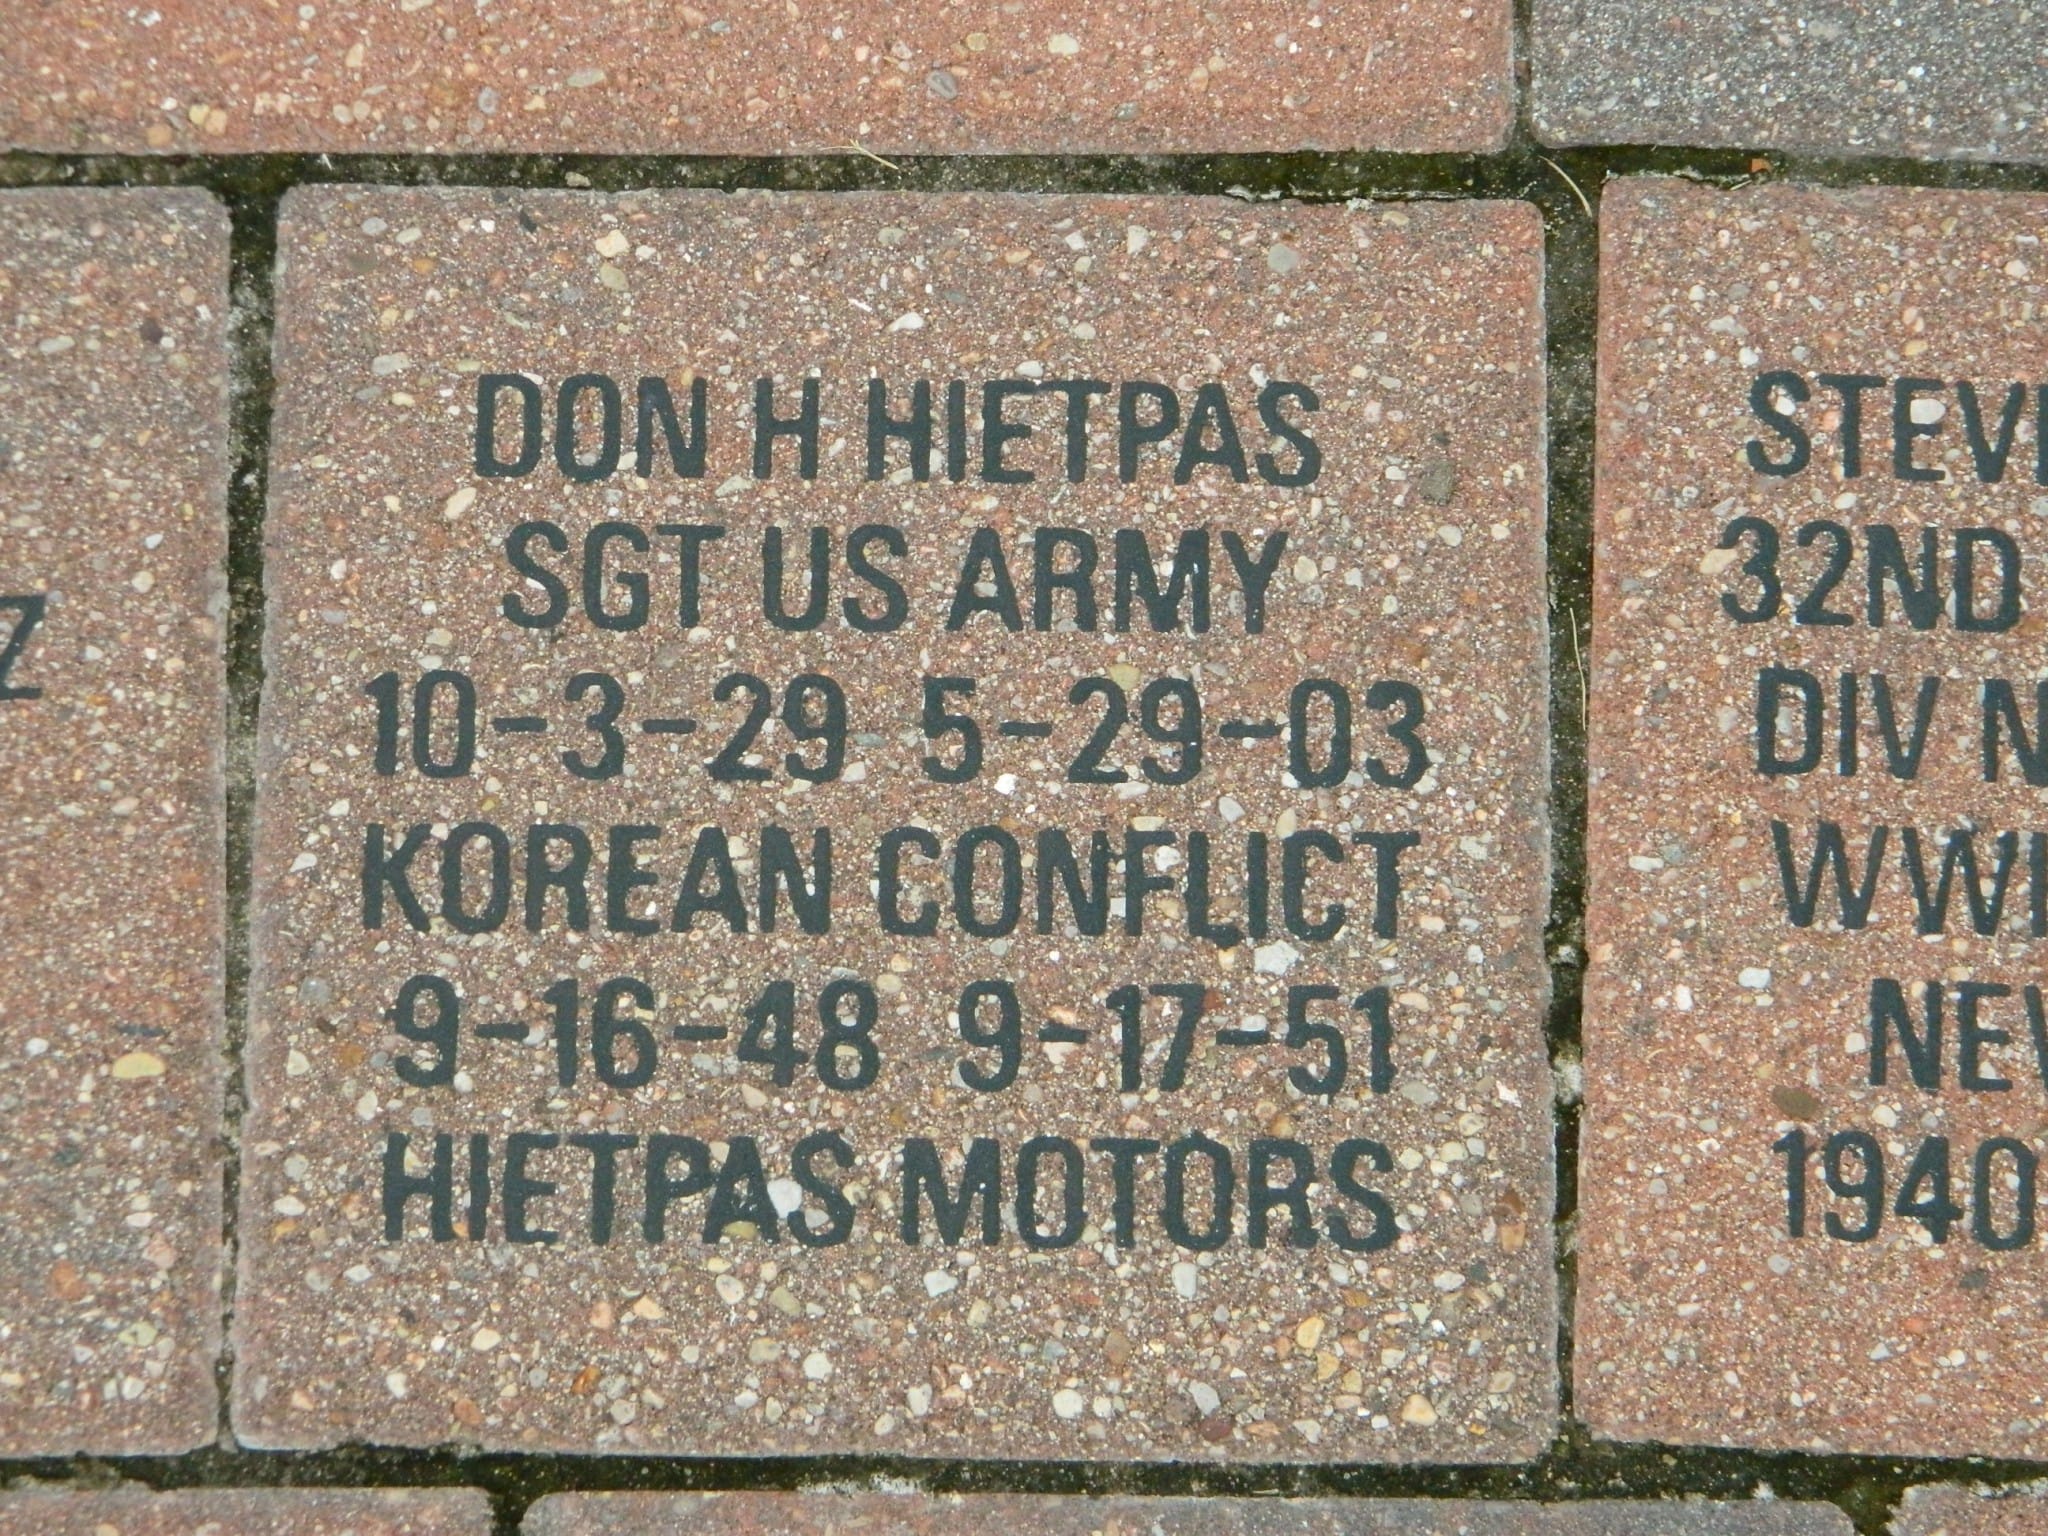 DON H HIETPAS
SGT US ARMY
10-3-29 5-29-03
KOREAN CONFLICT
9-16-48 9-17-51
HIETPAS MOTORS
32ND
DIV
1940